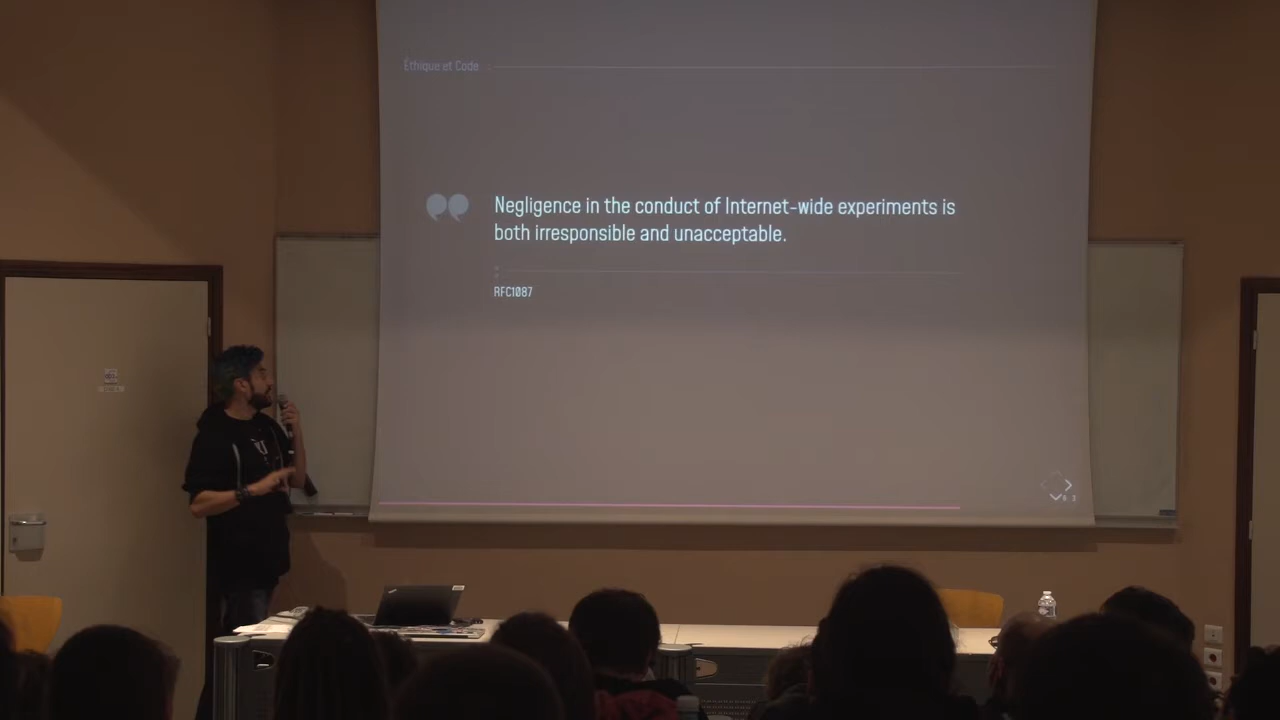 Éthique et Code
Negligence in the conduct of Internet-wide experiments is
both irresponsible and unacceptable.
RFC1087